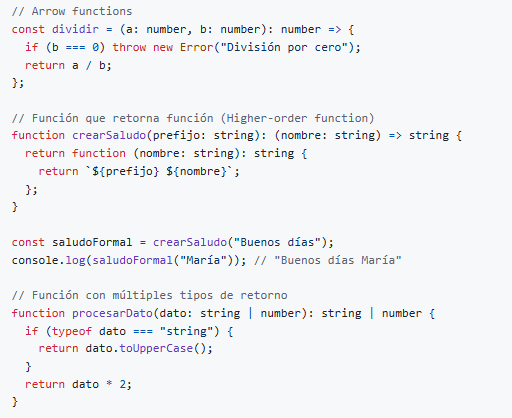 // Arrow functions
const dividir = (a: number, b: number): number => {
  if (b === 0) throw new Error("División por cero");
  return a / b;
};

// Función que retorna función (Higher-order function)
function crearSaludo(prefijo: string): (nombre: string) => string {
  return function (nombre: string): string {
    return `${prefijo} ${nombre}`;
  };
}

const saludoFormal = crearSaludo("Buenos días");
console.log(saludoFormal("María")); // "Buenos días María"

// Función con múltiples tipos de retorno
function procesarDato(dato: string | number): string | number {
  if (typeof dato === "string") {
    return dato.toUpperCase();
  }
  return dato * 2;
}